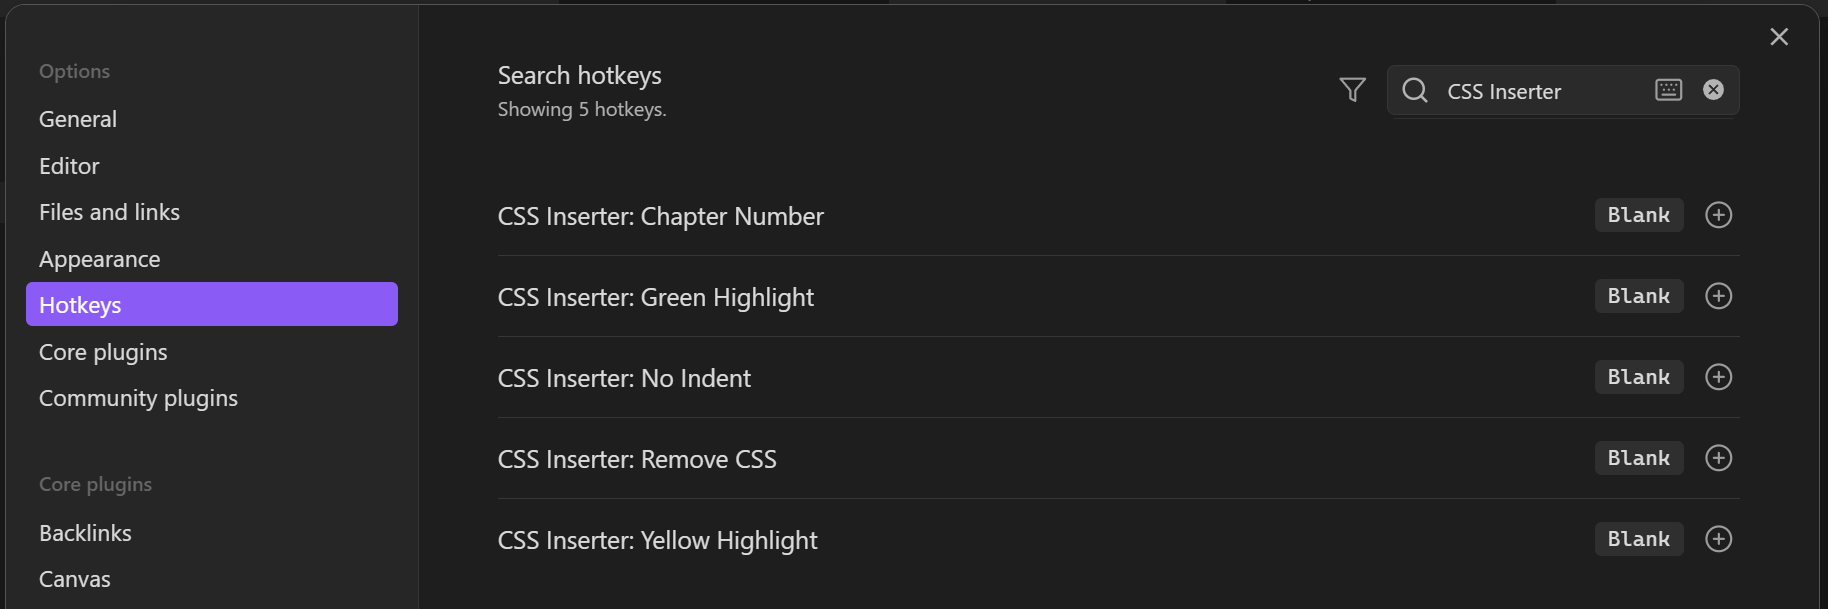 Options
General
Editor
Files and links
Appearance
Hotkeys
Core plugins
Community plugins
Core plugins
Backlinks
Canvas
Search hotkeys
Showing 5 hotkeys.
CSS Inserter
CSS Inserter: Chapter Number Blank
CSS Inserter: Green Highlight Blank
CSS Inserter: No Indent Blank
CSS Inserter: Remove CSS Blank
CSS Inserter: Yellow Highlight Blank